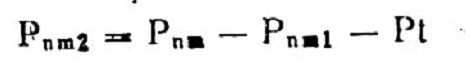 Pₙₘ₂ = Pₙₘ — Pₙₘ₁ — Pt